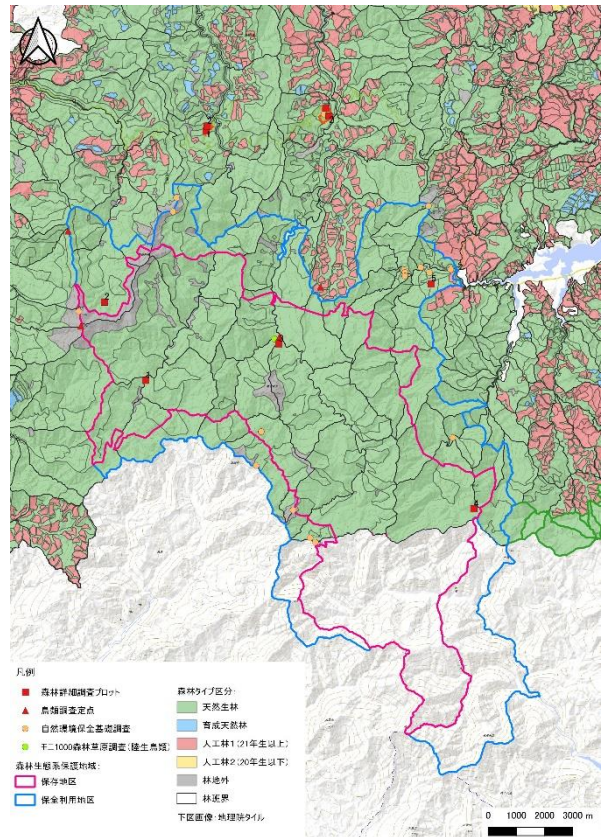 凡例
森林詳細調査プロット
鳥類調査定点
自然環境保全基礎調査
モニ1000森林草原調査(陸生鳥類)
森林生態系保護地域:
保存地区
保全利用地区
森林タイプ区分:
天然生林
育成天然林
人工林1(21年生以上)
人工林2(20年生以下)
林地外
林班界
下図画像:地理院タイル
0 1000 2000 3000 m